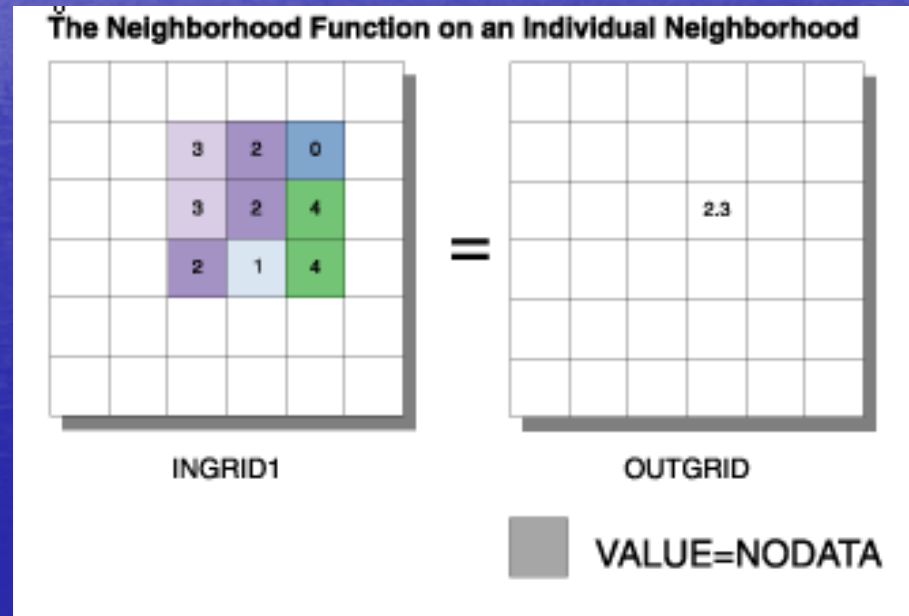 The Neighborhood Function on an Individual Neighborhood
3 2 0
3 2 4
2.3
=
2 1 4
INGRID1
OUTGRID
VALUE=NODATA